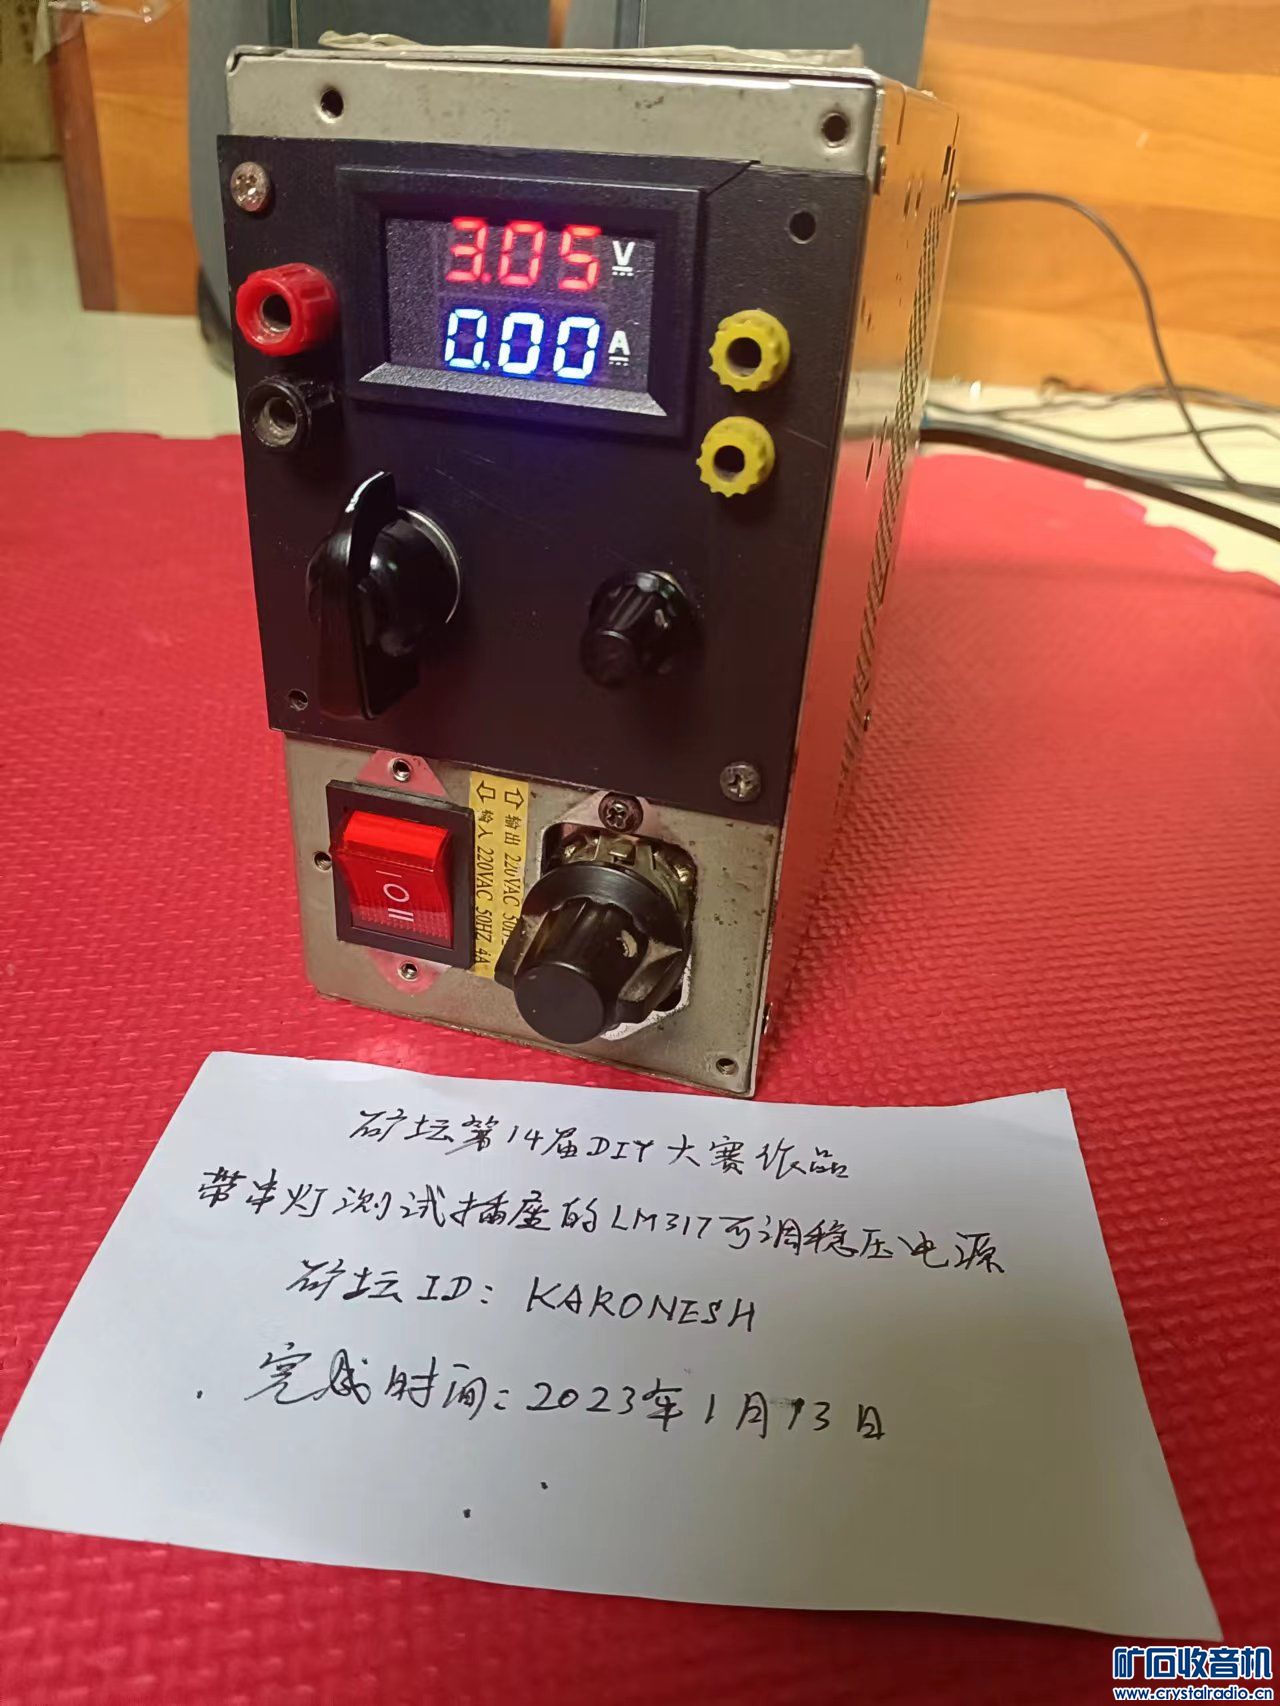 3.05 V
0.00 A
输出 220VAC 50HZ
输入 220VAC 50HZ 4A
矿坛第14届DIY大赛作品
带串灯测试插座的LM317可调稳压电源
矿坛ID：KARONESH
完成时间：2023年1月13日
矿石收音机
www.crystalradio.cn